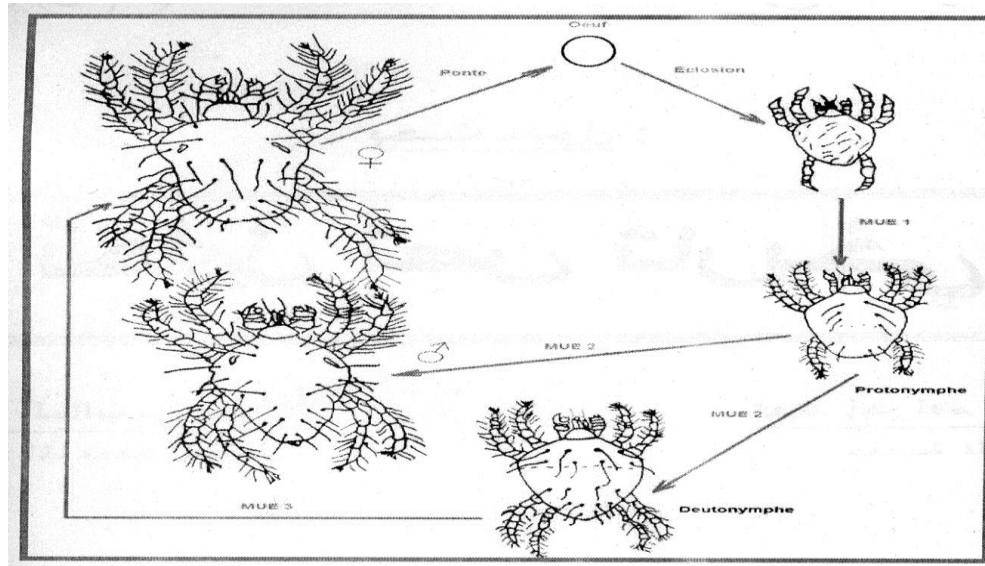 Oeuf
Ponte
Eclosion
♀
MUE 1
♂
MUE 2
Protonymphe
MUE 2
Deutonymphe
MUE 3